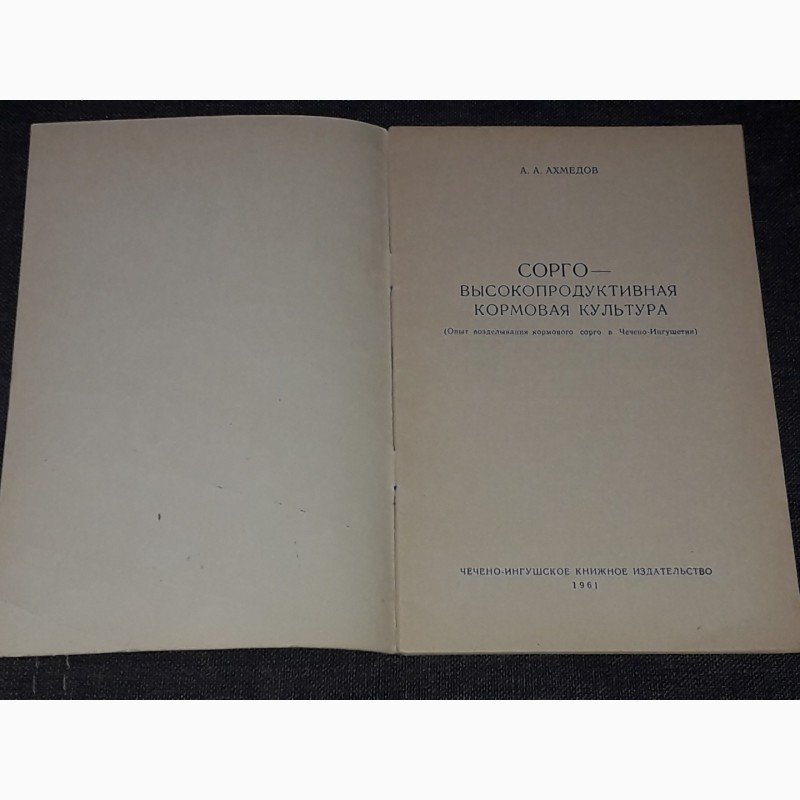 А. А. АХМЕДОВ
СОРГО —
ВЫСОКОПРОДУКТИВНАЯ
КОРМОВАЯ КУЛЬТУРА
(Опыт возделывания кормового сорго в Чечено-Ингушетии)
ЧЕЧЕНО-ИНГУШСКОЕ КНИЖНОЕ ИЗДАТЕЛЬСТВО
1961